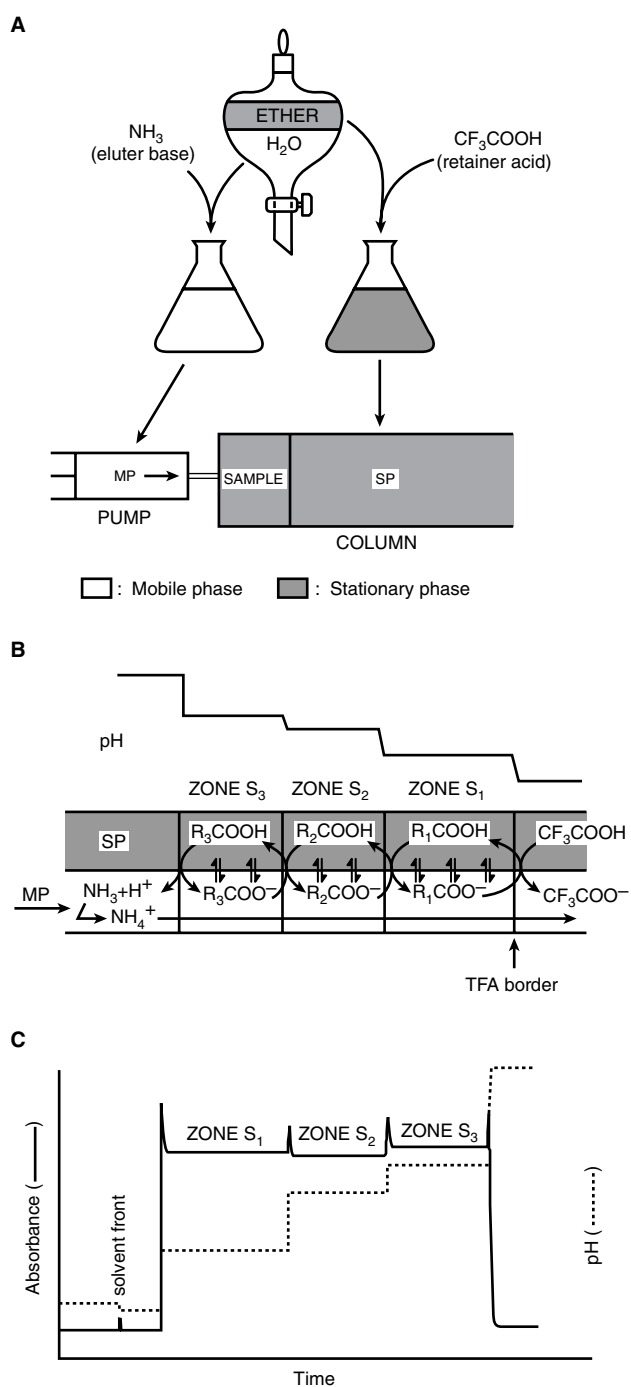 A
ETHER
H2O
NH3
(eluter base)
CF3COOH
(retainer acid)
MP
SAMPLE
SP
PUMP
COLUMN
: Mobile phase
: Stationary phase
B
pH
ZONE S3
ZONE S2
ZONE S1
SP
R3COOH
R2COOH
R1COOH
CF3COOH
MP
NH3+H+
R3COO−
R2COO−
R1COO−
CF3COO−
NH4+
TFA border
C
Absorbance (——)
solvent front
ZONE S1
ZONE S2
ZONE S3
pH (------)
Time